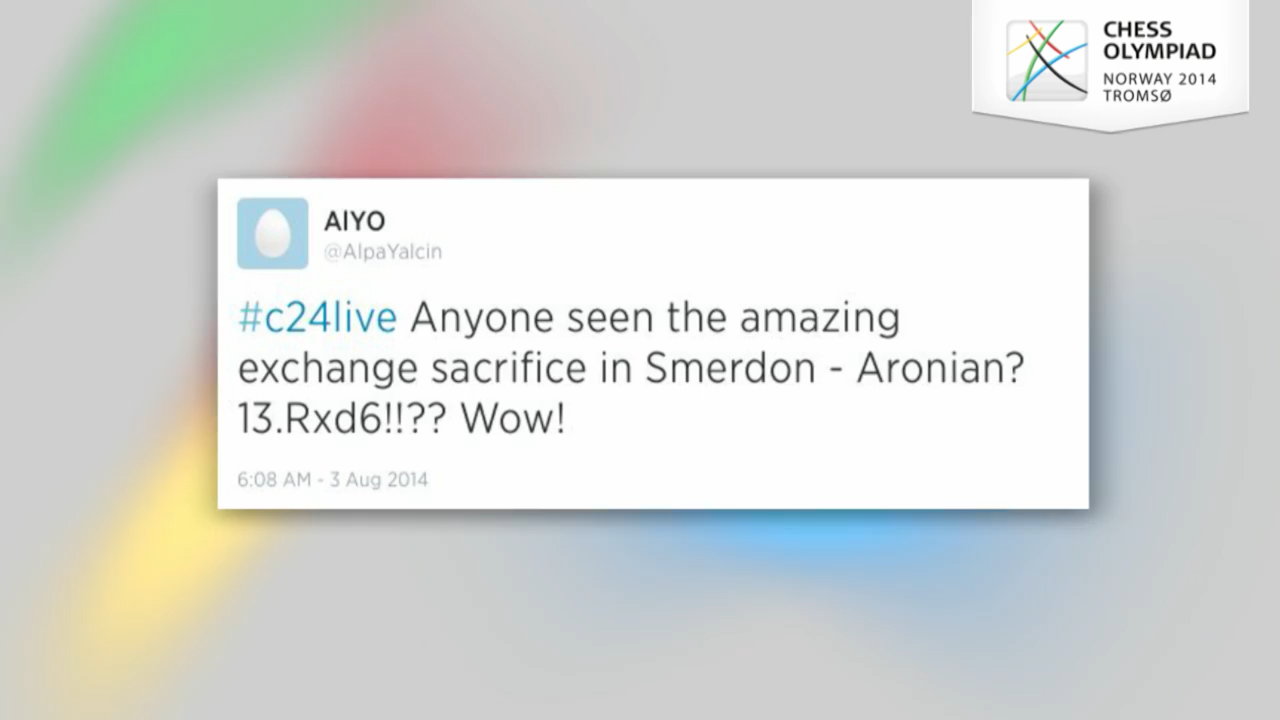 CHESS
OLYMPIAD
NORWAY 2014
TROMSØ
AlYO
@AlpaYalcin
#c24live Anyone seen the amazing
exchange sacrifice in Smerdon - Aronian?
13.Rxd6!!?? Wow!
6:08 AM - 3 Aug 2014